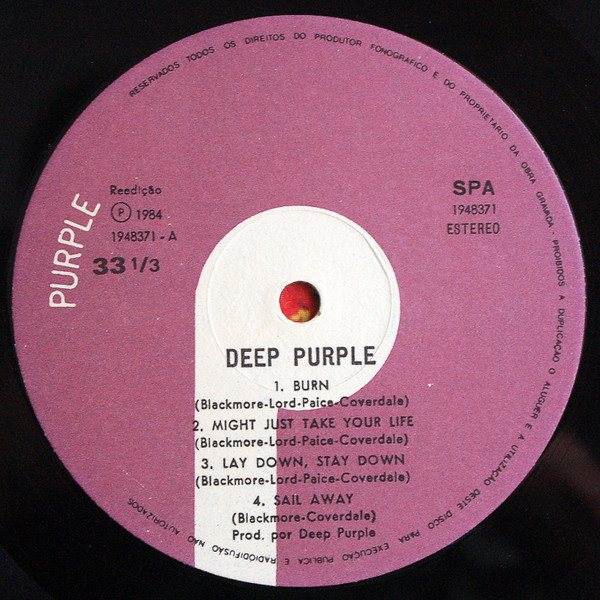 RESERVADOS TODOS OS DIREITOS DO PRODUTOR FONOGRAFICO E DO PROPRIETARIO DA OBRA GRAVADA - PROIBIDOS A DUPLICAÇÃO O ALUGUER E A UTILIZAÇÃO DESTE DISCO PARA EXECUÇÃO PUBLICA E RADIODIFUSÃO NÃO AUTORIZADOS
PURPLE
Reedição
Ⓟ 1984
1948371 - A
33 1/3
SPA
1948371
ESTEREO
DEEP PURPLE
1. BURN
(Blackmore-Lord-Paice-Coverdale)
2. MIGHT JUST TAKE YOUR LIFE
(Blackmore-Lord-Paice-Coverdale)
3. LAY DOWN, STAY DOWN
(Blackmore-Lord-Paice-Coverdale)
4. SAIL AWAY
(Blackmore-Coverdale)
Prod. por Deep Purple